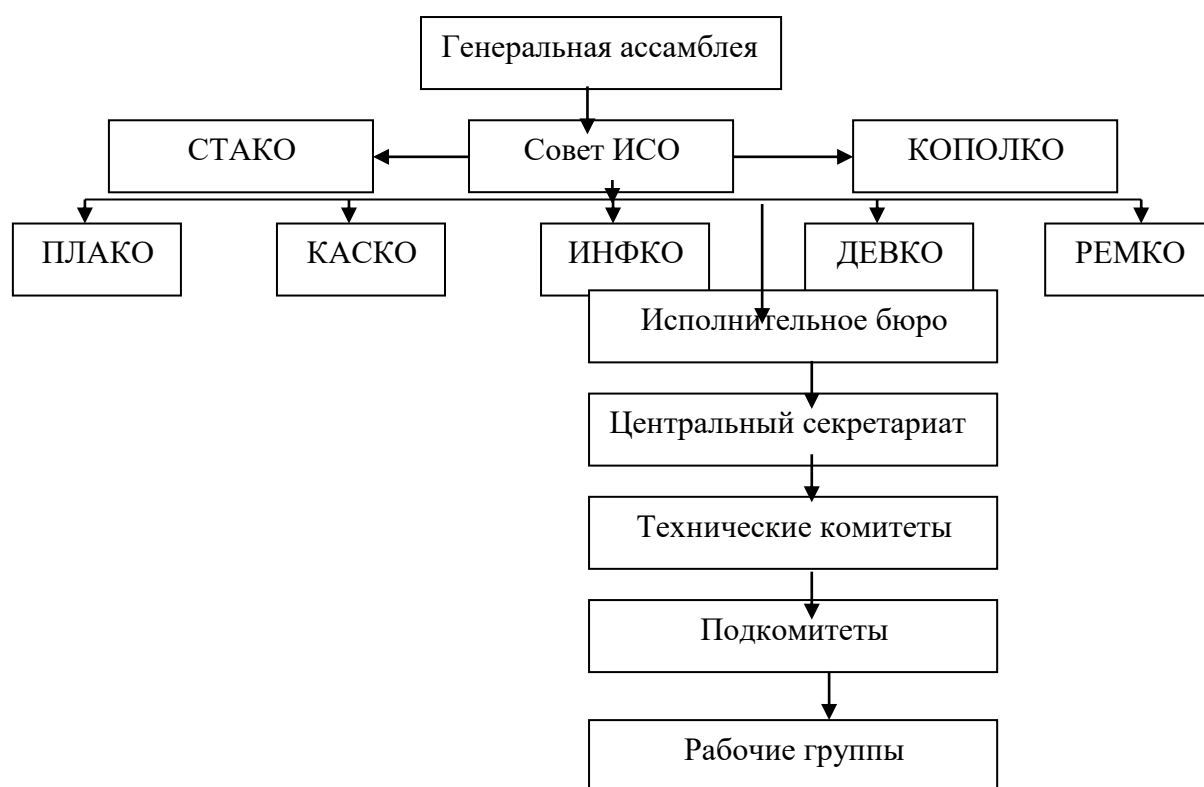 Генеральная ассамблея
СТАКО
Совет ИСО
КОПОЛКО
ПЛАКО
КАСКО
ИНФКО
ДЕВКО
РЕМКО
Исполнительное бюро
Центральный секретариат
Технические комитеты
Подкомитеты
Рабочие группы